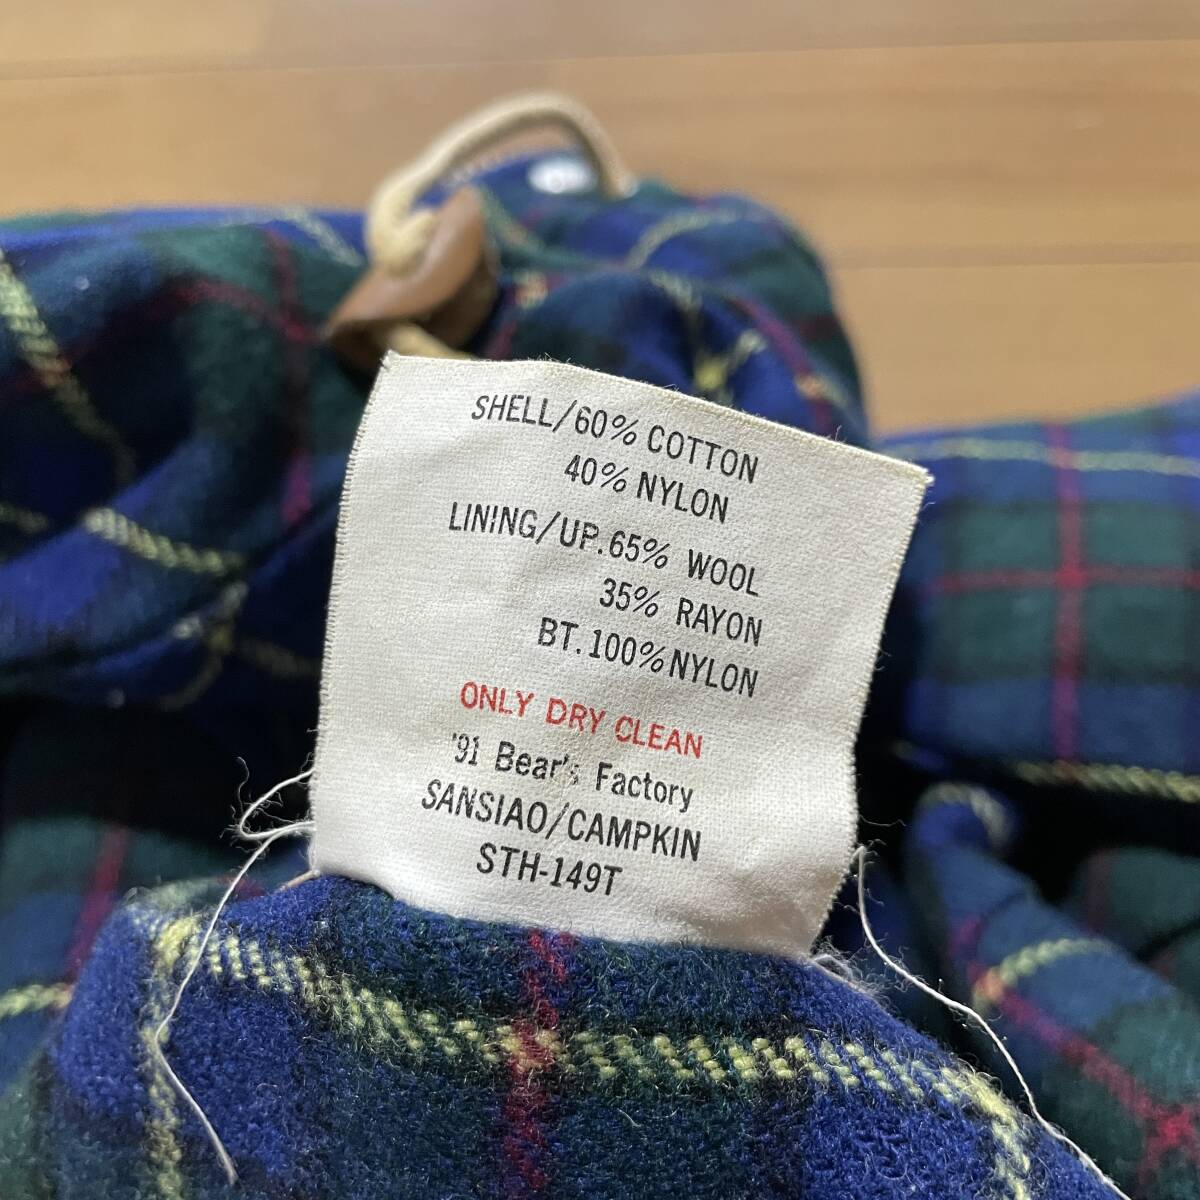 SHELL/60% COTTON
40% NYLON
LINING/UP.65% WOOL
35% RAYON
BT.100%NYLON
ONLY DRY CLEAN
'91 Bear's Factory
SANSIAO/CAMPKIN
STH-149T